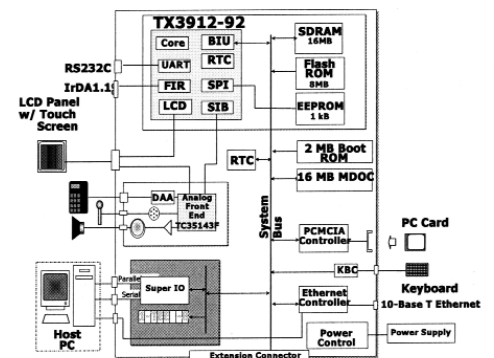 TX3912-92
Core
BIU
UART
RTC
FIR
SPI
LCD
SIB
SDRAM
16MB
Flash
ROM
8MB
EEPROM
1 kB
RS232C
IrDA1.1
LCD Panel
w/ Touch
Screen
RTC
2 MB Boot
ROM
16 MB MDOC
DAA
Analog
Front
End
TC35143F
System
Bus
PCMCIA
Controller
PC Card
KBC
Keyboard
Ethernet
Controller
10-Base T Ethernet
Parallel
Serial
Super IO
Host
PC
Power
Control
Power Supply
Extension Connector